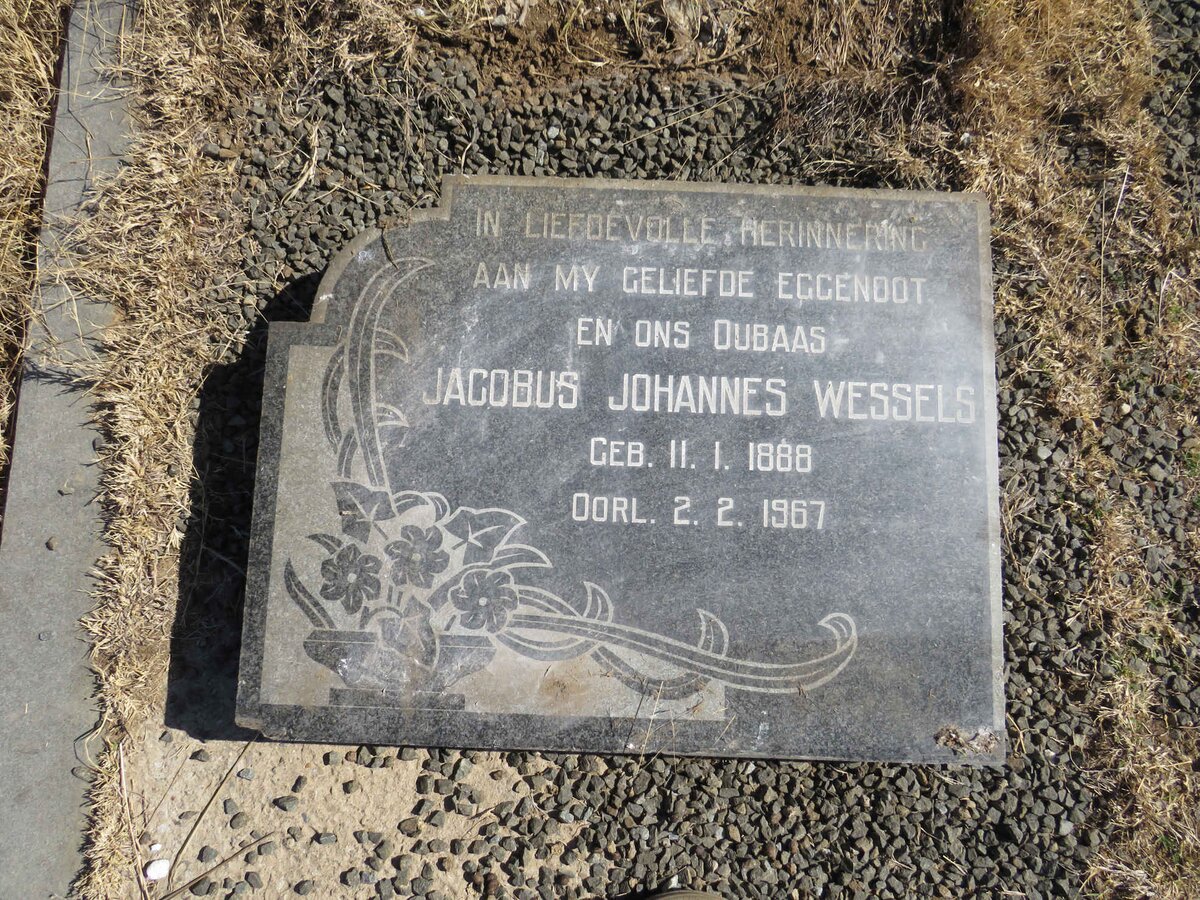 IN LIEFDEVOLLE HERINNERING
AAN MY GELIEFDE EGGENOOT
EN ONS OUBAAS
JACOBUS JOHANNES WESSELS
GEB. 11. 1. 1888
OORL. 2. 2. 1967